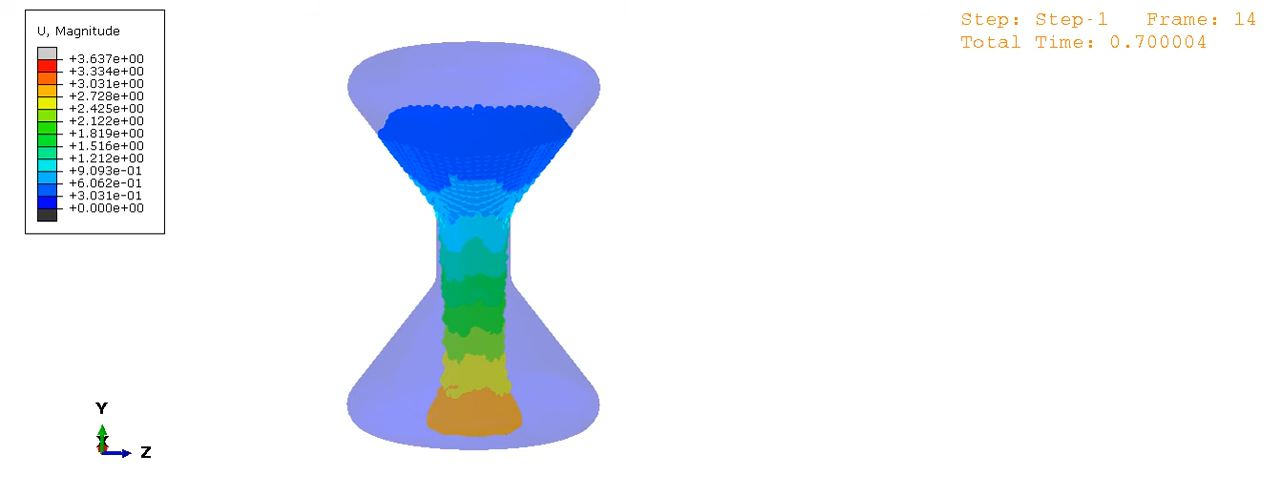 U, Magnitude
+3.637e+00
+3.334e+00
+3.031e+00
+2.728e+00
+2.425e+00
+2.122e+00
+1.819e+00
+1.516e+00
+1.212e+00
+9.093e-01
+6.062e-01
+3.031e-01
+0.000e+00
Step: Step-1 Frame: 14
Total Time: 0.700004
Y
Z